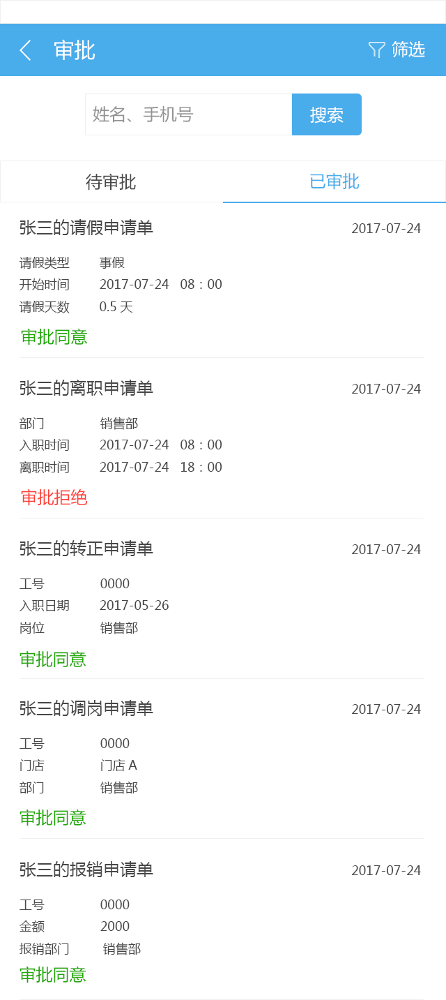 审批 筛选
姓名、手机号 搜索
待审批 已审批
张三的请假申请单 2017-07-24
请假类型 事假
开始时间 2017-07-24 08：00
请假天数 0.5 天
审批同意
张三的离职申请单 2017-07-24
部门 销售部
入职时间 2017-07-24 08：00
离职时间 2017-07-24 18：00
审批拒绝
张三的转正申请单 2017-07-24
工号 0000
入职日期 2017-05-26
岗位 销售部
审批同意
张三的调岗申请单 2017-07-24
工号 0000
门店 门店 A
部门 销售部
审批同意
张三的报销申请单 2017-07-24
工号 0000
金额 2000
报销部门 销售部
审批同意